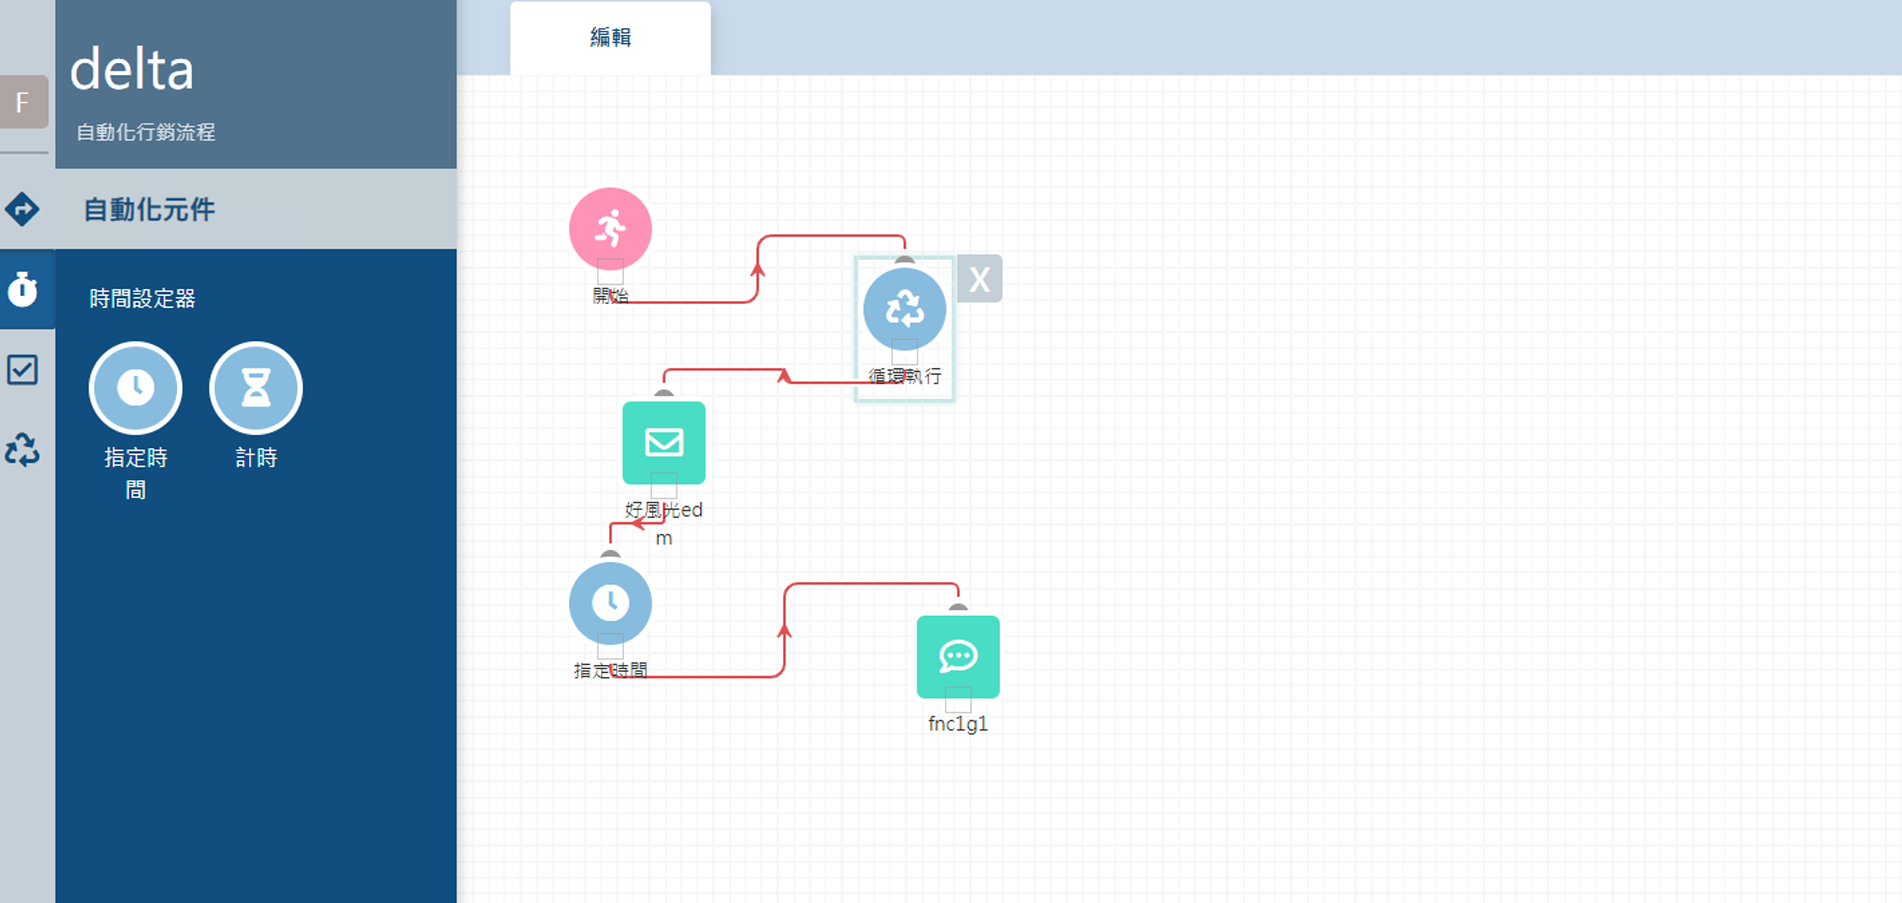 編輯
F
delta
自動化行銷流程
自動化元件
時間設定器
指定時
間
計時
開始
X
循環執行
好風光ed
m
指定時間
fnc1g1